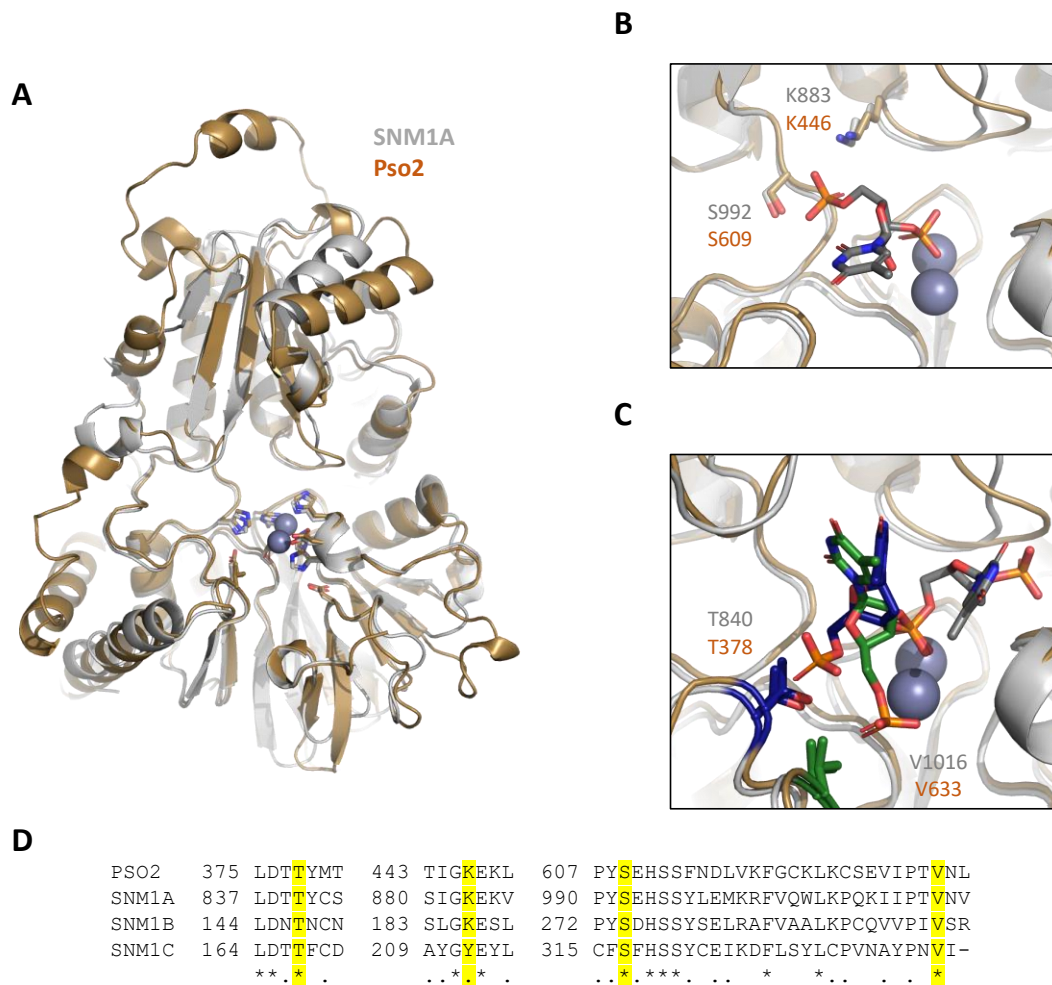 A
SNM1A
Pso2
B
K883
K446
S992
S609
C
T840
T378
V1016
V633
D
PSO2 375 LDTTYMT 443 TIGKEKL 607 PYSEHSSFNDLVKFGCKLKCSEVIPTVNL
SNM1A 837 LDTTYCS 880 SIGKEKV 990 PYSEHSSYLEMKRFVQWLKPQKIIPTVNV
SNM1B 144 LDNTNCN 183 SLGKESL 272 PYSDHSSYSELRAFVAALKPCQVVPIVSR
SNM1C 164 LDTTFCD 209 AYGYEYL 315 CFSFHSSYCEIKDFLSYLCPVNAYPNVI-
**.* . ..*.* . ..*.*** . . * . *.. .. *